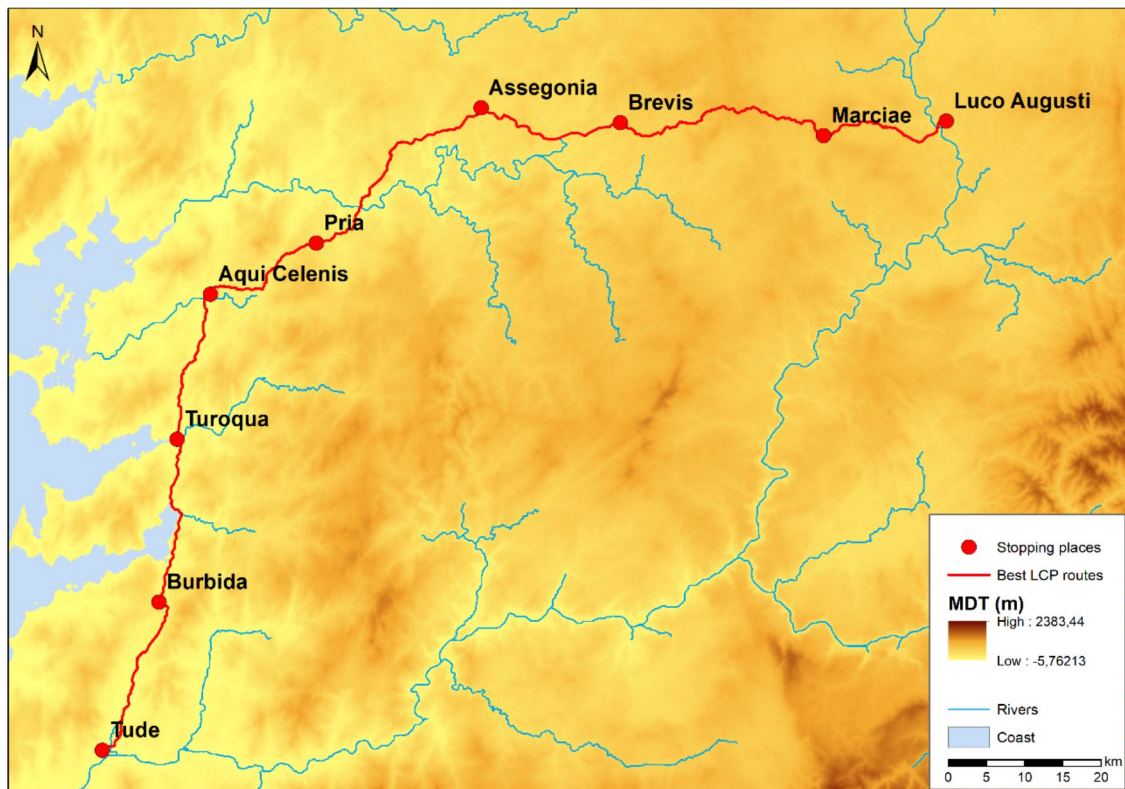 N
Assegonia
Brevis
Luco Augusti
Marciae
Pria
Aqui Celenis
Turoqua
Burbida
Tude
Stopping places
Best LCP routes
MDT (m)
High : 2383,44
Low : -5,76213
Rivers
Coast
km
0 5 10 20